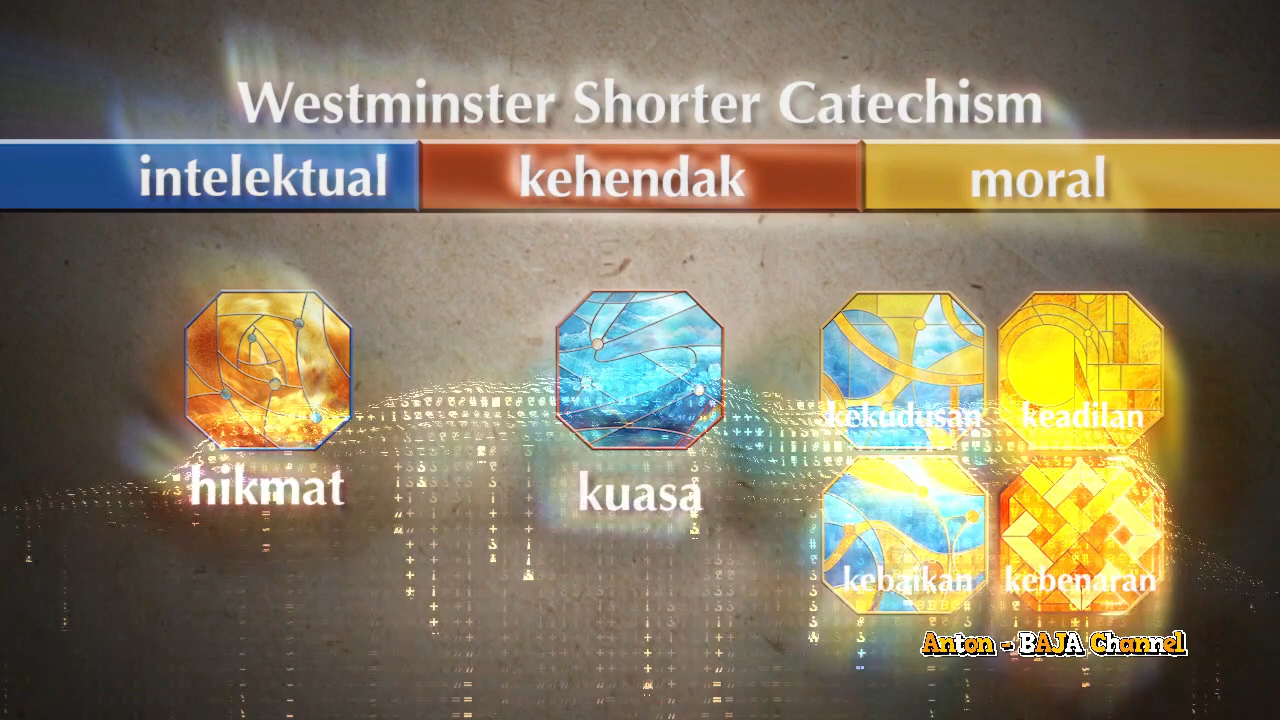 Westminster Shorter Catechism
intelektual kehendak moral
kekudusan keadilan
hikmat kuasa
kebaikan kebenaran
Anton - BAJA Channel